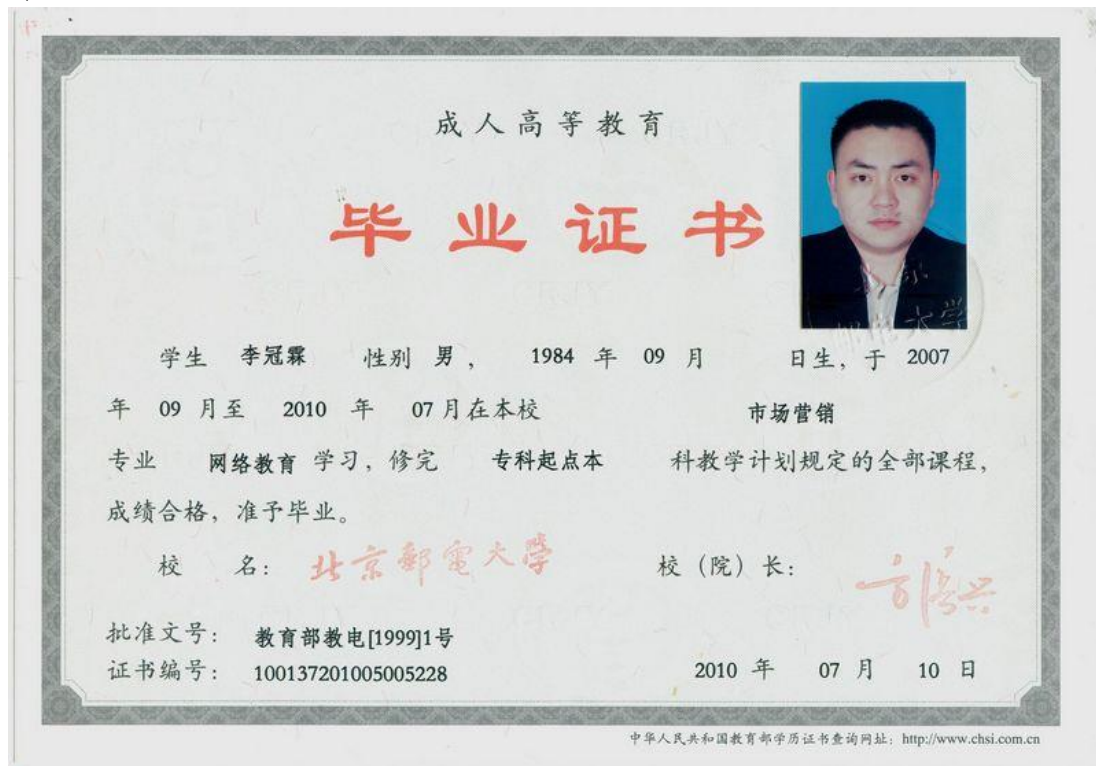 成人高等教育
毕业证书
学生 李冠霖 性别 男， 1984 年 09 月 日生，于 2007
年 09 月至 2010 年 07 月在本校 市场营销
专业 网络教育 学习，修完 专科起点本 科教学计划规定的全部课程，
成绩合格，准予毕业。
校 名： 北京郵電大學 校（院）长： 方滨兴
批准文号： 教育部教电[1999]1号
证书编号： 100137201005005228 2010 年 07 月 10 日
中华人民共和国教育部学历证书查询网址：http://www.chsi.com.cn